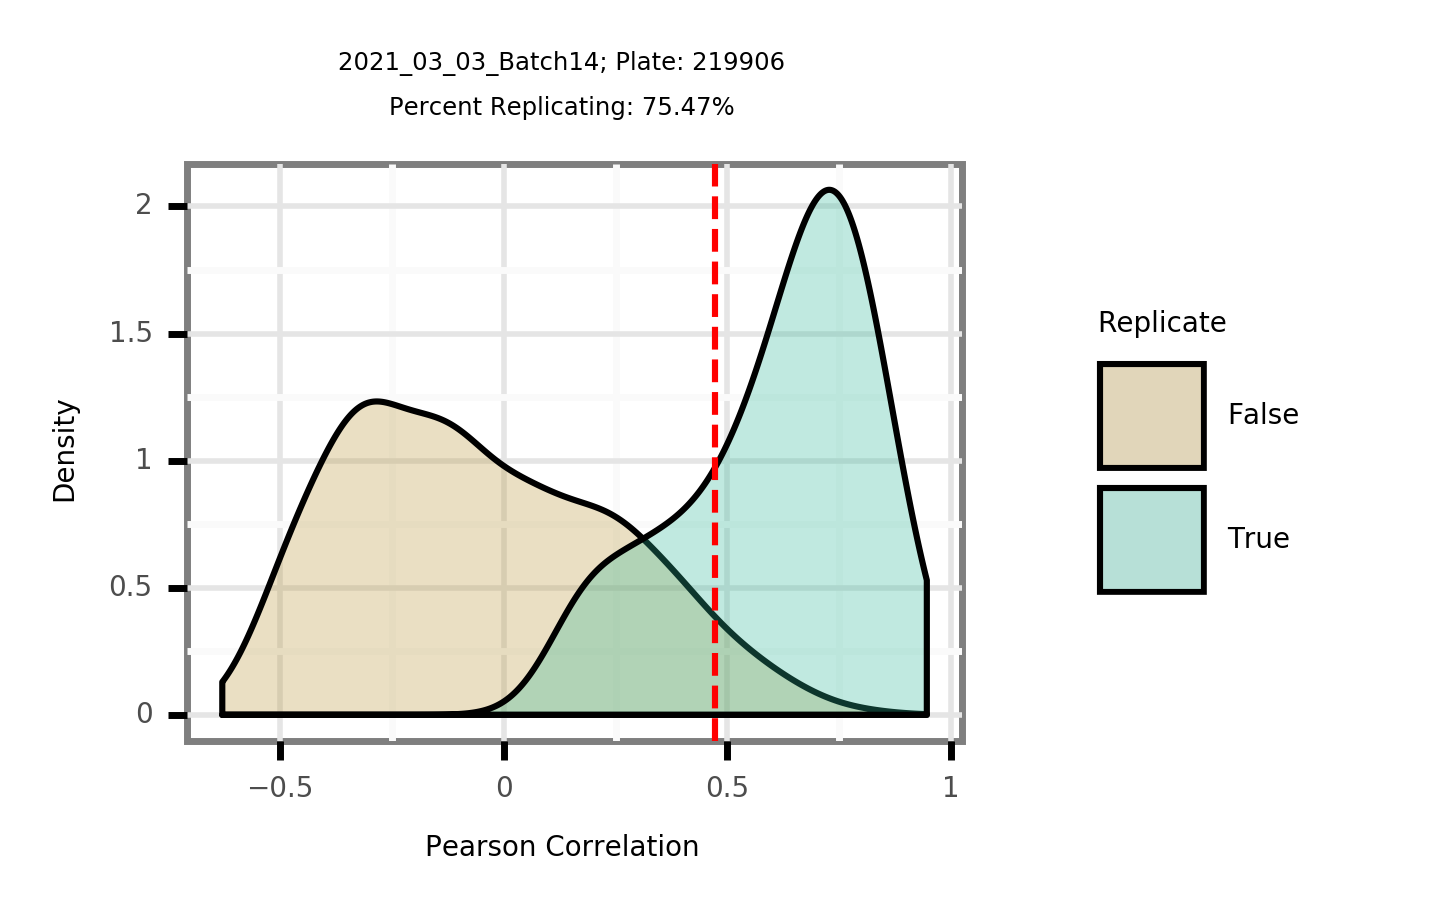 2021_03_03_Batch14; Plate: 219906
Percent Replicating: 75.47%
2
1.5
1
0.5
0
Density
−0.5
0
0.5
1
Pearson Correlation
Replicate
False
True